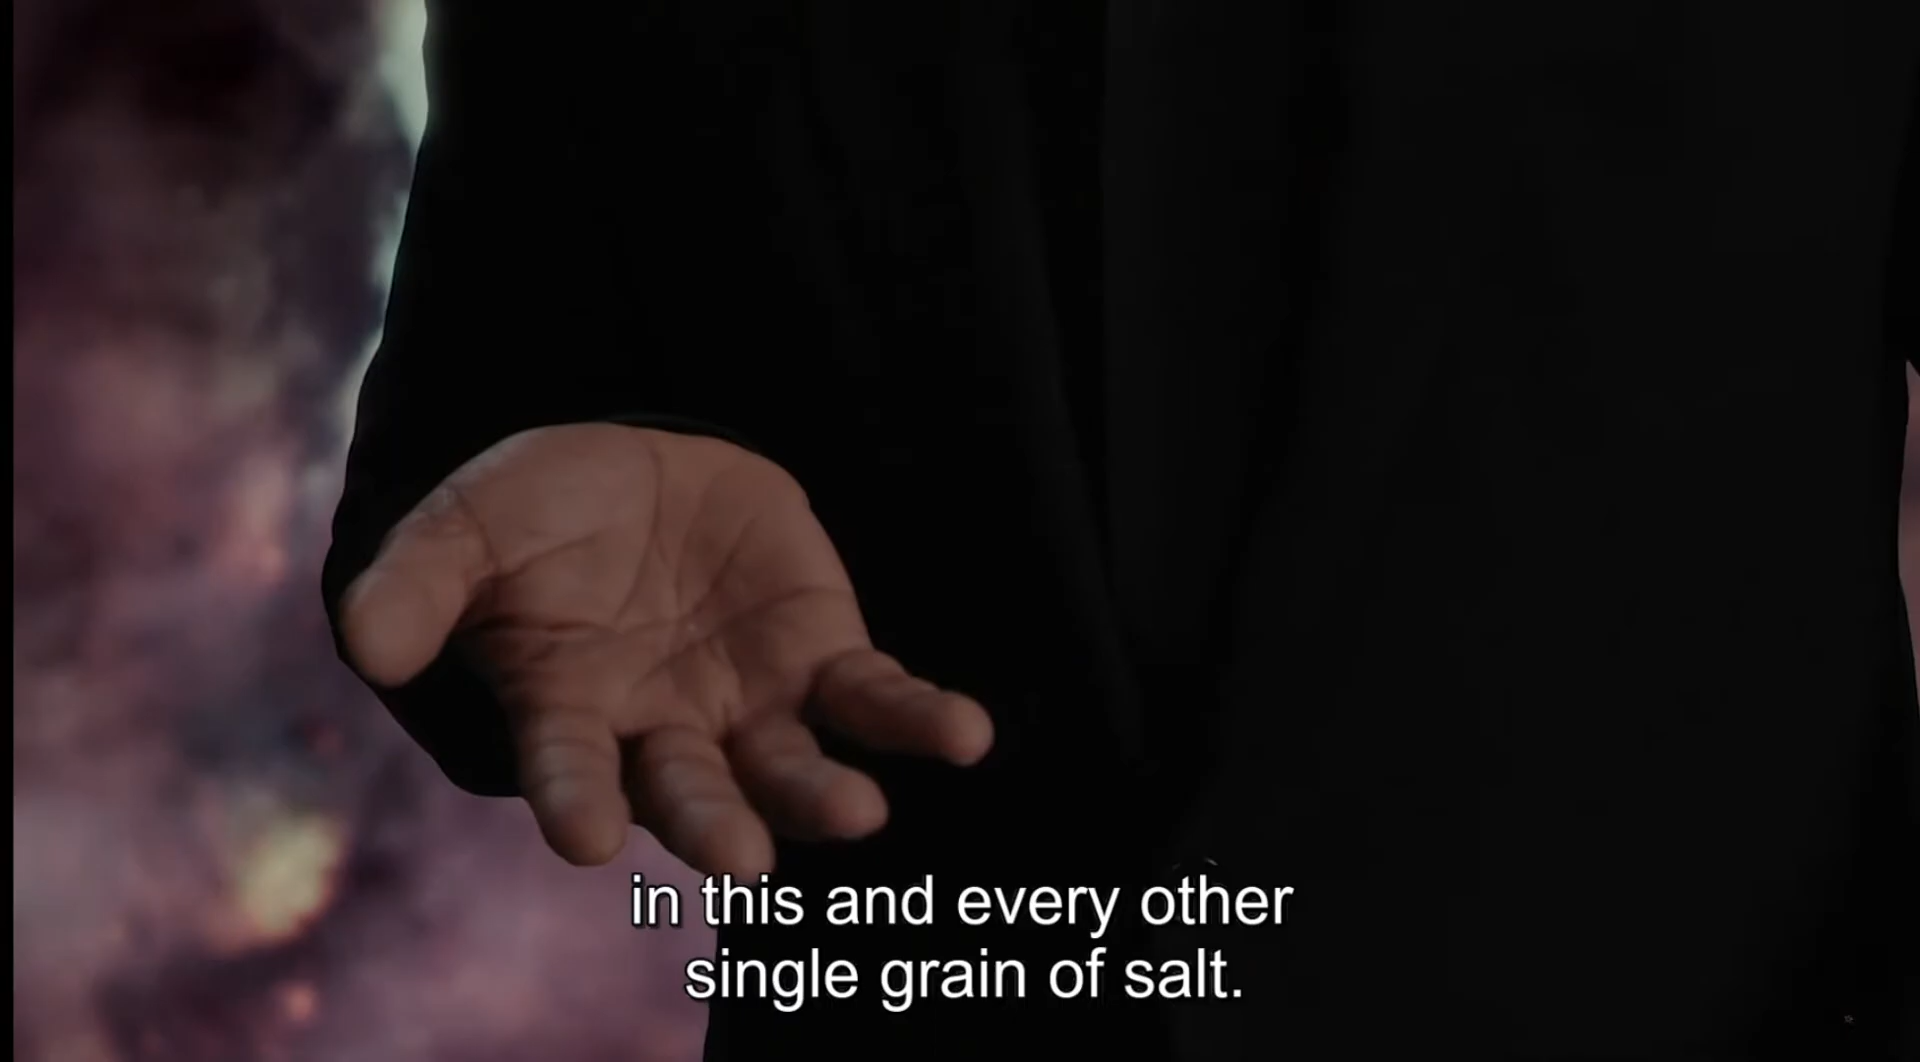 in this and every other
single grain of salt.